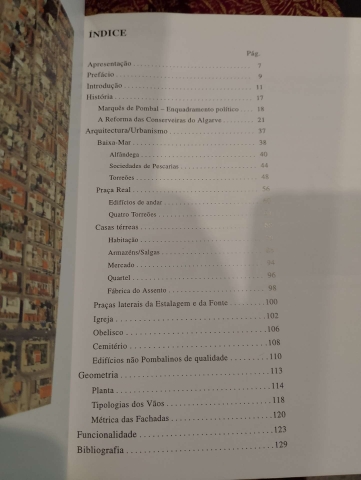 INDICE
Pág.
Apresentação . . . . . . . . . . 7
Prefácio . . . . . . . . . . 9
Introdução . . . . . . . . . . 11
História . . . . . . . . . . 17
Marquês de Pombal – Enquadramento político . . . . 18
A Reforma das Conserveiras do Algarve . . . . . 21
Arquitectura/Urbanismo . . . . . . . . . . 37
Baixa-Mar . . . . . . . . . . 38
Alfândega . . . . . . . . . . 40
Sociedades de Pescarias . . . . . . . . . . 44
Torreões . . . . . . . . . . 48
Praça Real . . . . . . . . . .
Edifícios de andar . . . . . . . . . .
Quatro Torreões . . . . . . . . . .
Casas térreas . . . . . . . . . .
Habitação . . . . . . . . . .
Armazéns/Salgas . . . . . . . . . .
Mercado . . . . . . . . . . 94
Quartel . . . . . . . . . . 96
Fábrica do Assento . . . . . . . . . . 98
Praças laterais da Estalagem e da Fonte . . . . . 100
Igreja . . . . . . . . . . 102
Obelisco . . . . . . . . . . 106
Cemitério . . . . . . . . . . 108
Edifícios não Pombalinos de qualidade . . . . . . . . . 110
Geometria . . . . . . . . . . 113
Planta . . . . . . . . . . 114
Tipologias dos Vãos . . . . . . . . . . 118
Métrica das Fachadas . . . . . . . . . . 120
Funcionalidade . . . . . . . . . . 123
Bibliografia . . . . . . . . . . 129